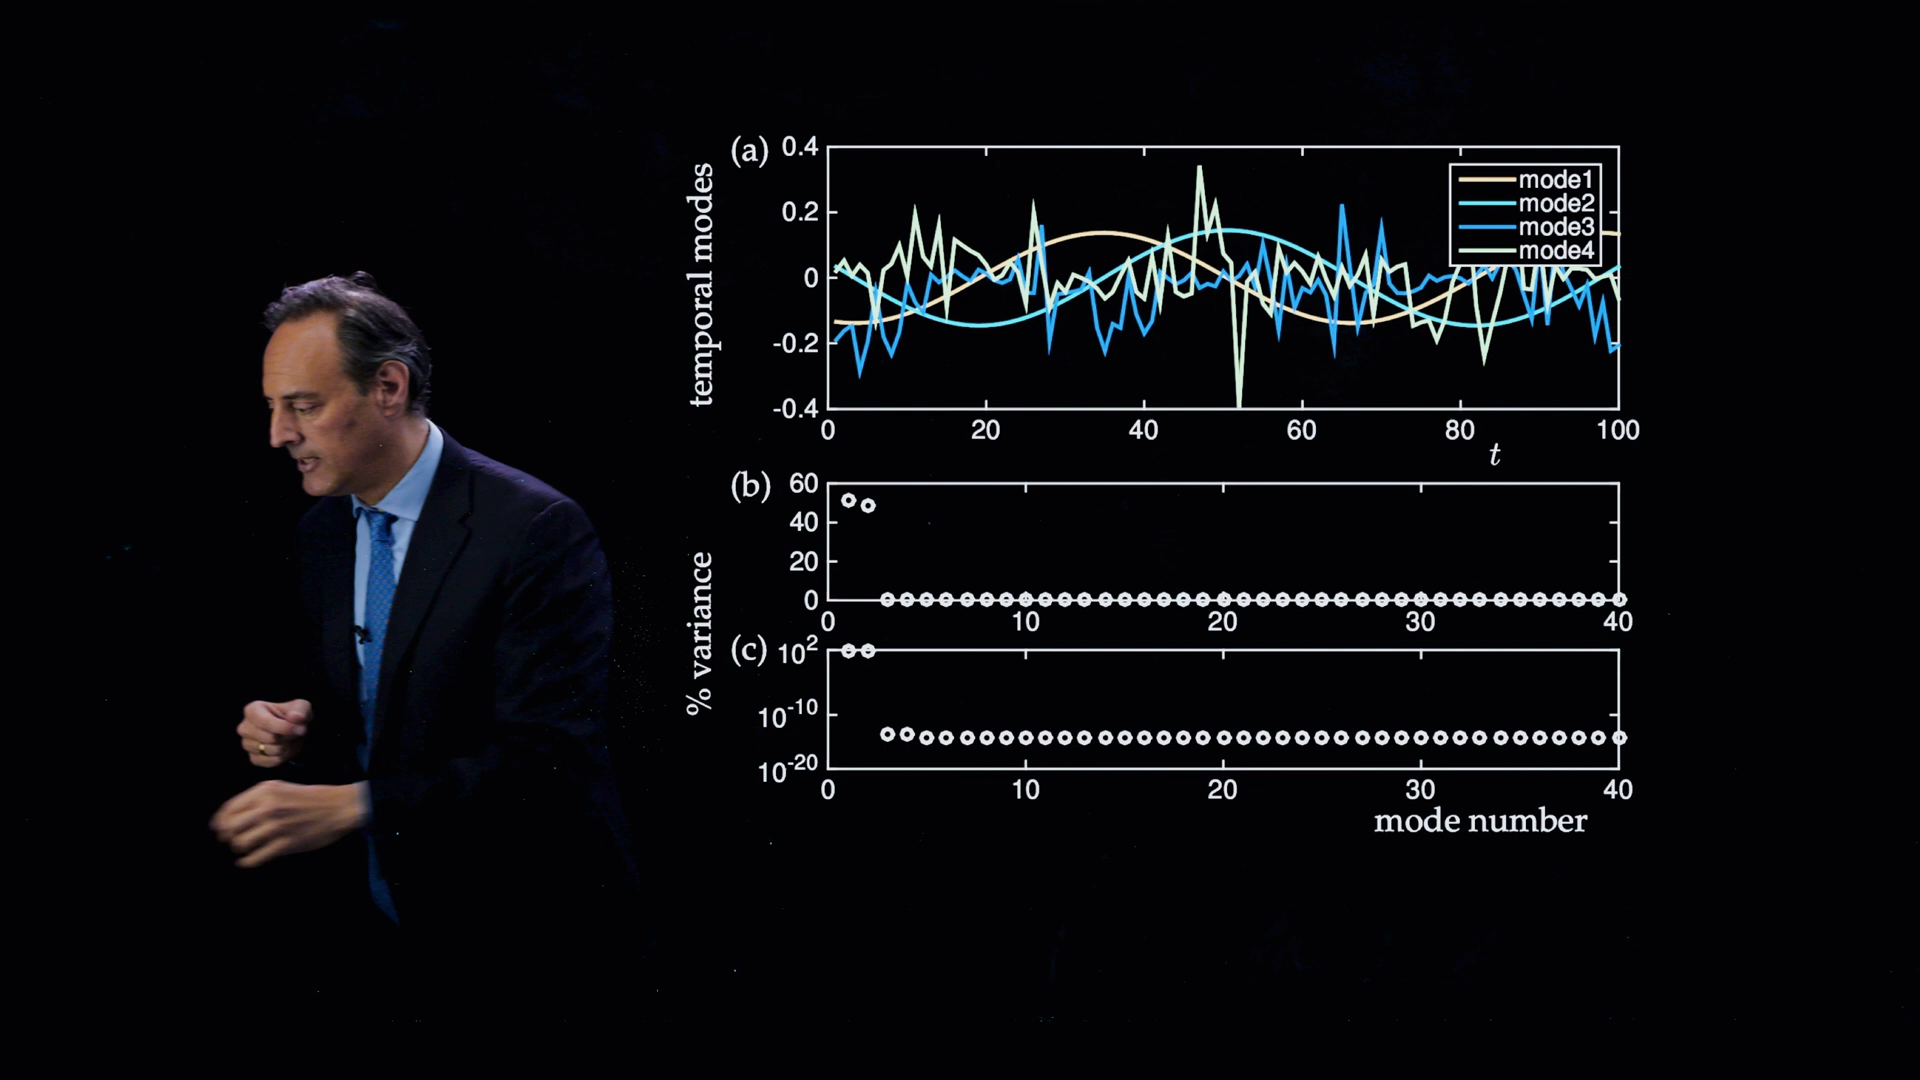 (a)
temporal modes
0.4
0.2
0
-0.2
-0.4
mode1
mode2
mode3
mode4
0 20 40 60 80 100
t
(b)
60
40
20
0
0 10 20 30 40
% variance
(c)
10^2
10^-10
10^-20
0 10 20 30 40
mode number